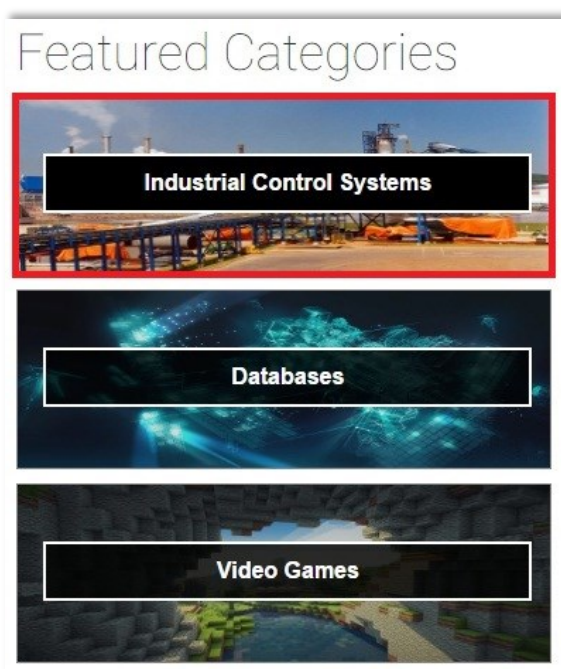 Featured Categories
Industrial Control Systems
Databases
Video Games